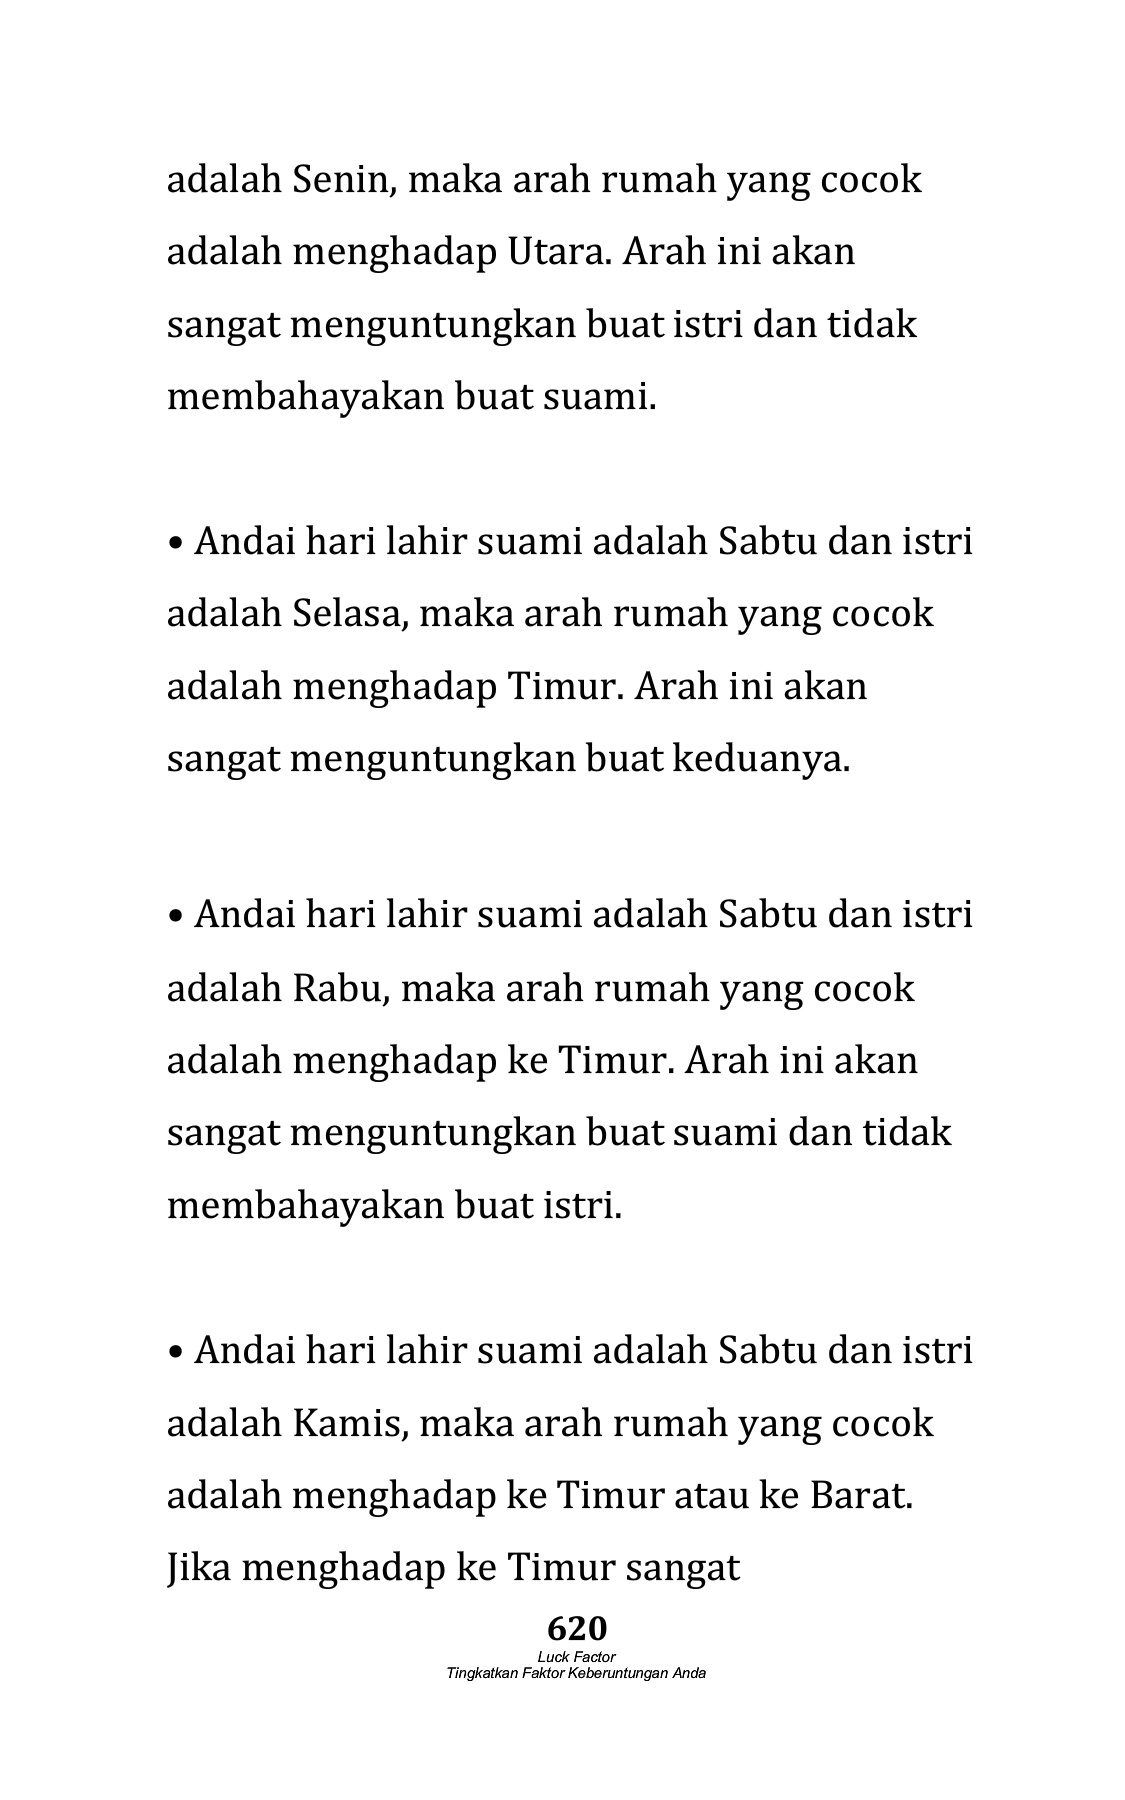 adalah Senin, maka arah rumah yang cocok
adalah menghadap Utara. Arah ini akan
sangat menguntungkan buat istri dan tidak
membahayakan buat suami.
• Andai hari lahir suami adalah Sabtu dan istri
adalah Selasa, maka arah rumah yang cocok
adalah menghadap Timur. Arah ini akan
sangat menguntungkan buat keduanya.
• Andai hari lahir suami adalah Sabtu dan istri
adalah Rabu, maka arah rumah yang cocok
adalah menghadap ke Timur. Arah ini akan
sangat menguntungkan buat suami dan tidak
membahayakan buat istri.
• Andai hari lahir suami adalah Sabtu dan istri
adalah Kamis, maka arah rumah yang cocok
adalah menghadap ke Timur atau ke Barat.
Jika menghadap ke Timur sangat
620
Luck Factor
Tingkatkan Faktor Keberuntungan Anda